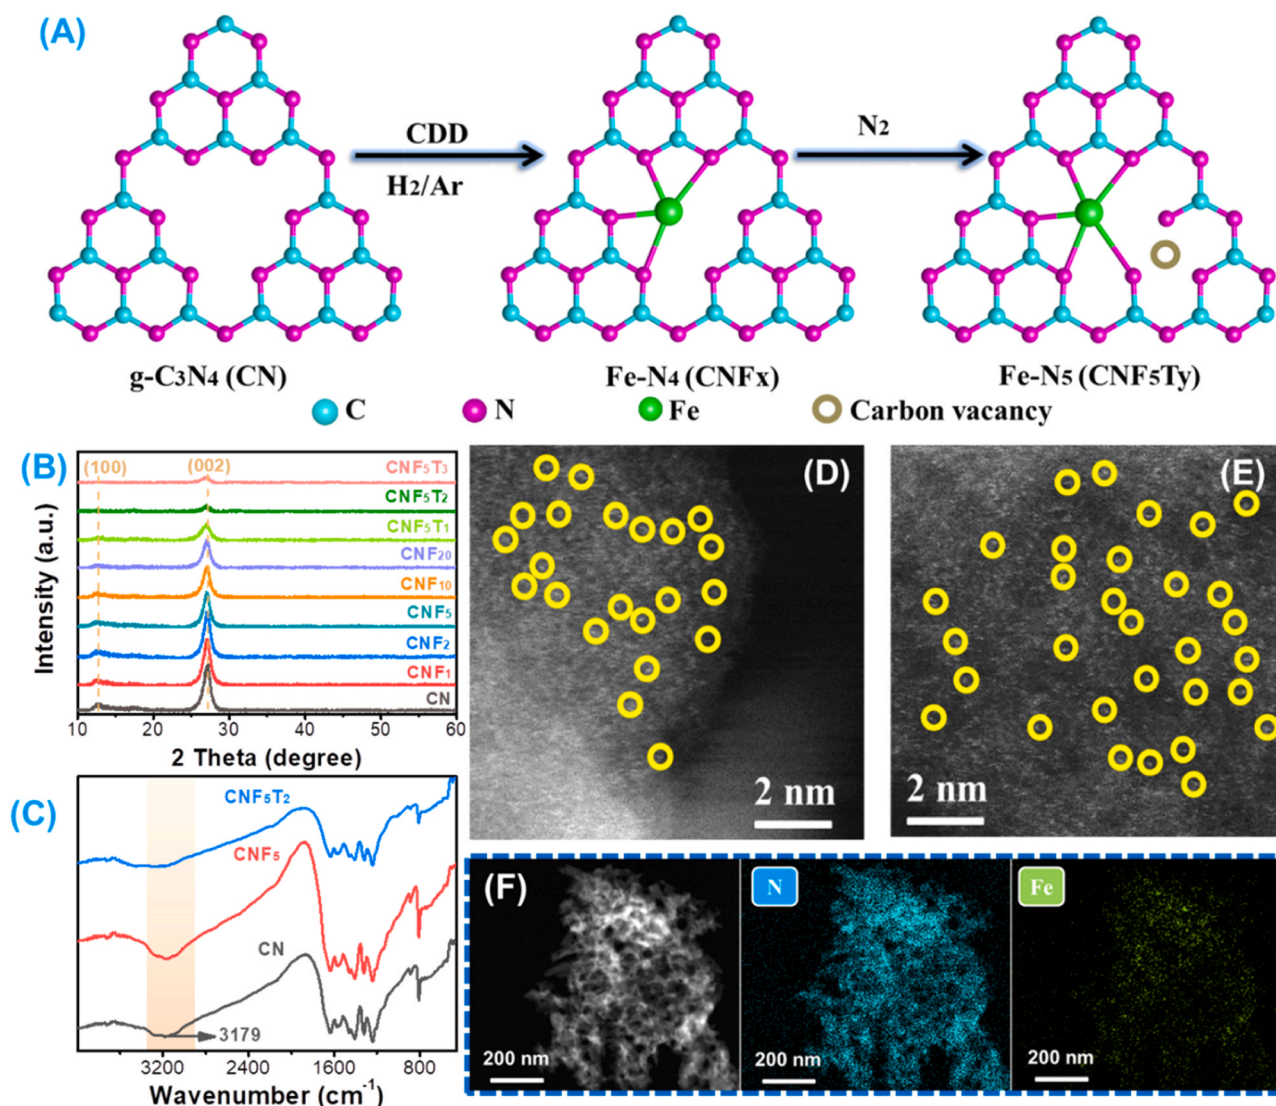 (A)
CDD
H2/Ar
N2
g-C3N4 (CN)
Fe-N4 (CNFx)
Fe-N5 (CNF5Ty)
C
N
Fe
Carbon vacancy
(B)
(100)
(002)
CNF5T3
CNF5T2
CNF5T1
CNF20
CNF10
CNF5
CNF2
CNF1
CN
Intensity (a.u.)
10 20 30 40 50 60
2 Theta (degree)
(C)
CNF5T2
CNF5
CN
3179
3200 2400 1600 800
Wavenumber (cm-1)
(D)
2 nm
(E)
2 nm
(F)
200 nm
N
200 nm
Fe
200 nm